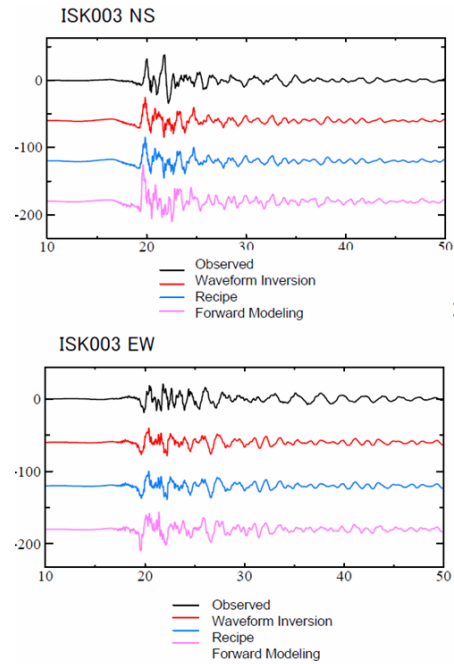 ISK003 NS
0
-100
-200
10 20 30 40 50
Observed
Waveform Inversion
Recipe
Forward Modeling
ISK003 EW
0
-100
-200
10 20 30 40 50
Observed
Waveform Inversion
Recipe
Forward Modeling